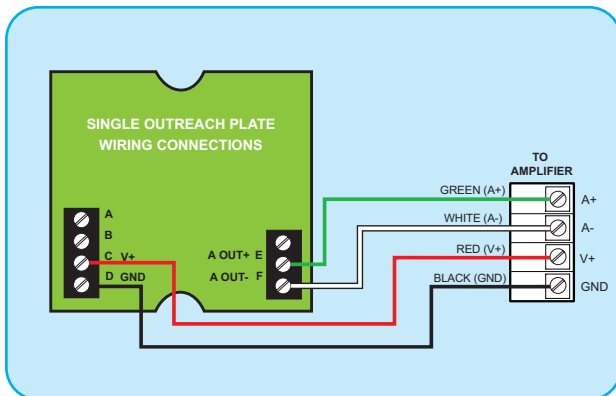 SINGLE OUTREACH PLATE
WIRING CONNECTIONS
A
B
C V+
D GND
A OUT+ E
A OUT- F
TO
AMPLIFIER
GREEN (A+)
A+
WHITE (A-)
A-
RED (V+)
V+
BLACK (GND)
GND